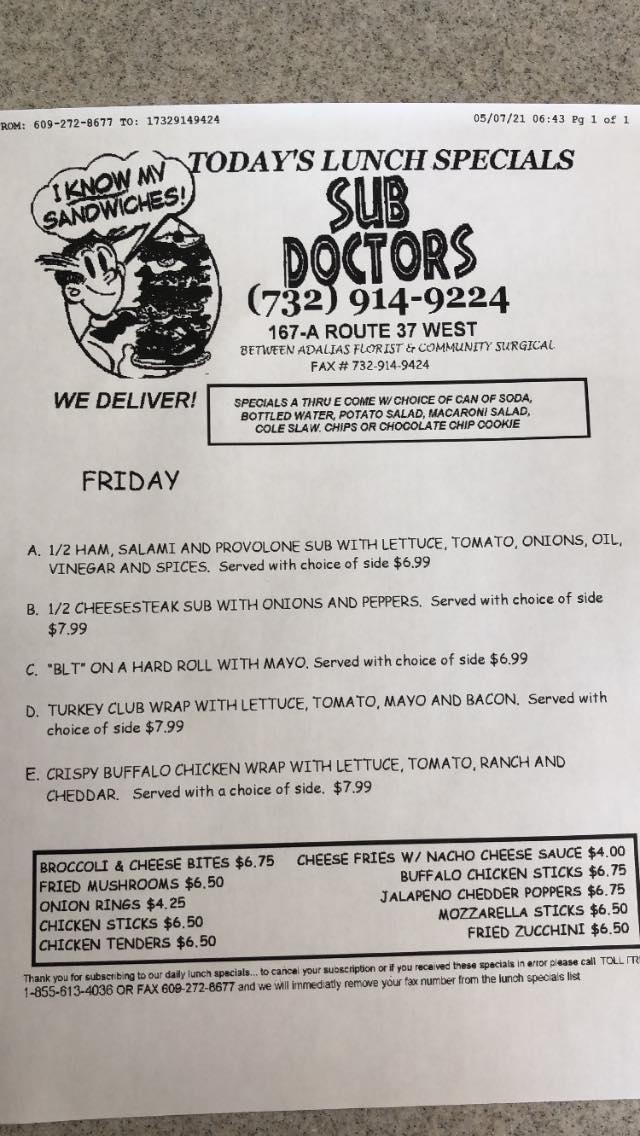 ROM: 609-272-8677 TO: 17329149424 05/07/21 06:43 Pg 1 of 1
I KNOW MY
SANDWICHES!
TODAY'S LUNCH SPECIALS
SUB
DOCTORS
(732) 914-9224
167-A ROUTE 37 WEST
BETWEEN ADALIAS FLORIST & COMMUNITY SURGICAL
FAX # 732-914-9424
WE DELIVER!
SPECIALS A THRU E COME W/ CHOICE OF CAN OF SODA,
BOTTLED WATER, POTATO SALAD, MACARONI SALAD,
COLE SLAW. CHIPS OR CHOCOLATE CHIP COOKIE
FRIDAY
A. 1/2 HAM, SALAMI AND PROVOLONE SUB WITH LETTUCE, TOMATO, ONIONS, OIL,
VINEGAR AND SPICES. Served with choice of side $6.99
B. 1/2 CHEESESTEAK SUB WITH ONIONS AND PEPPERS. Served with choice of side
$7.99
C. "BLT" ON A HARD ROLL WITH MAYO. Served with choice of side $6.99
D. TURKEY CLUB WRAP WITH LETTUCE, TOMATO, MAYO AND BACON. Served with
choice of side $7.99
E. CRISPY BUFFALO CHICKEN WRAP WITH LETTUCE, TOMATO, RANCH AND
CHEDDAR. Served with a choice of side. $7.99
BROCCOLI & CHEESE BITES $6.75
FRIED MUSHROOMS $6.50
ONION RINGS $4.25
CHICKEN STICKS $6.50
CHICKEN TENDERS $6.50
CHEESE FRIES W/ NACHO CHEESE SAUCE $4.00
BUFFALO CHICKEN STICKS $6.75
JALAPENO CHEDDER POPPERS $6.75
MOZZARELLA STICKS $6.50
FRIED ZUCCHINI $6.50
Thank you for subscribing to our daily lunch specials... to cancel your subscription or if you received these specials in error please call TOLL FR
1-855-613-4036 OR FAX 609-272-8677 and we will immediatly remove your fax number from the lunch specials list